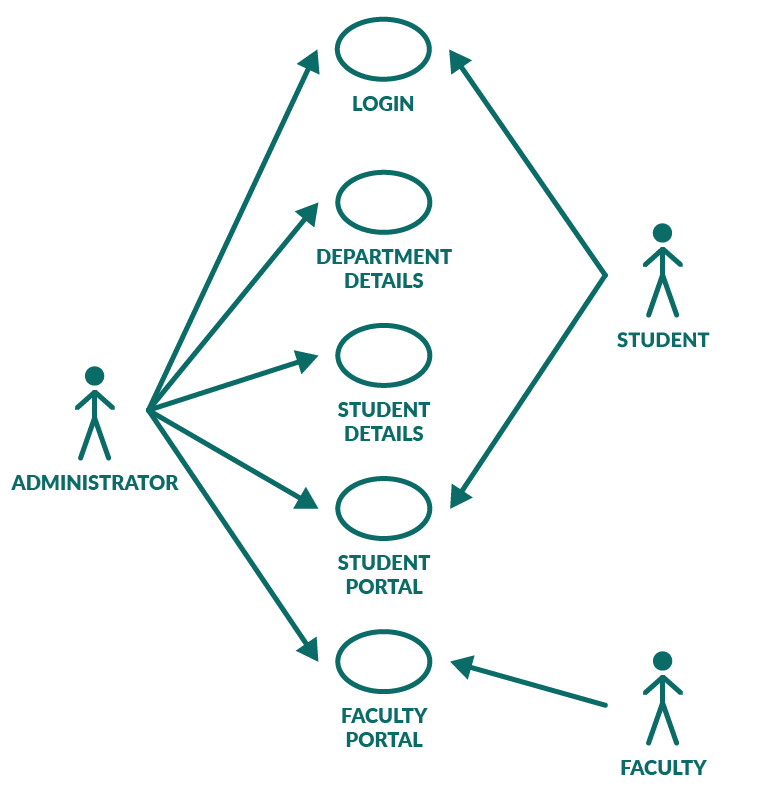 LOGIN
DEPARTMENT
DETAILS
STUDENT
STUDENT
DETAILS
ADMINISTRATOR
STUDENT
PORTAL
FACULTY
PORTAL
FACULTY